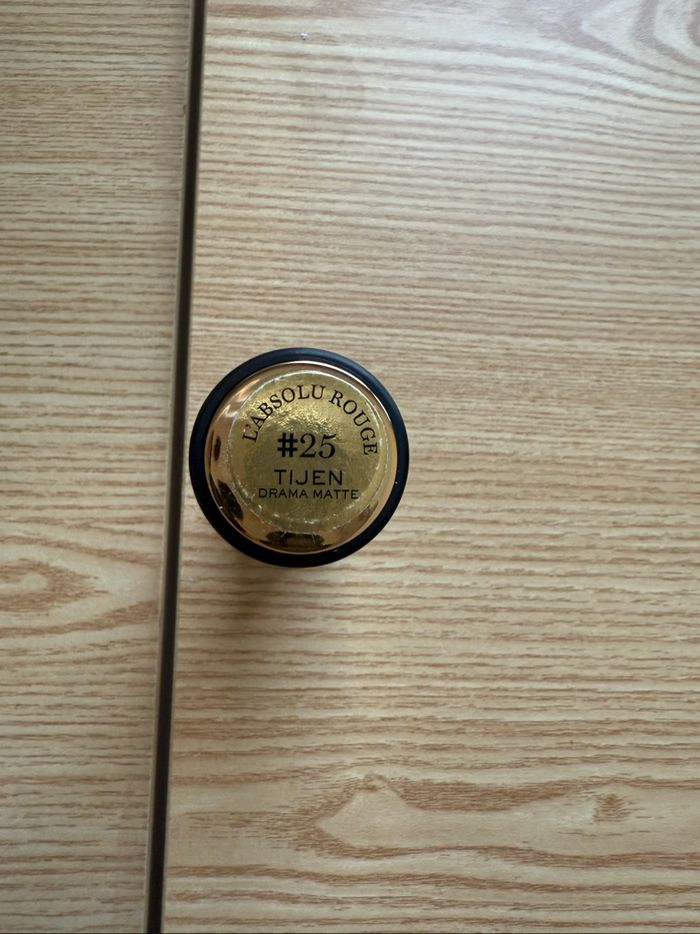 L'ABSOLU ROUGE
#25
TIJEN
DRAMA MATTE